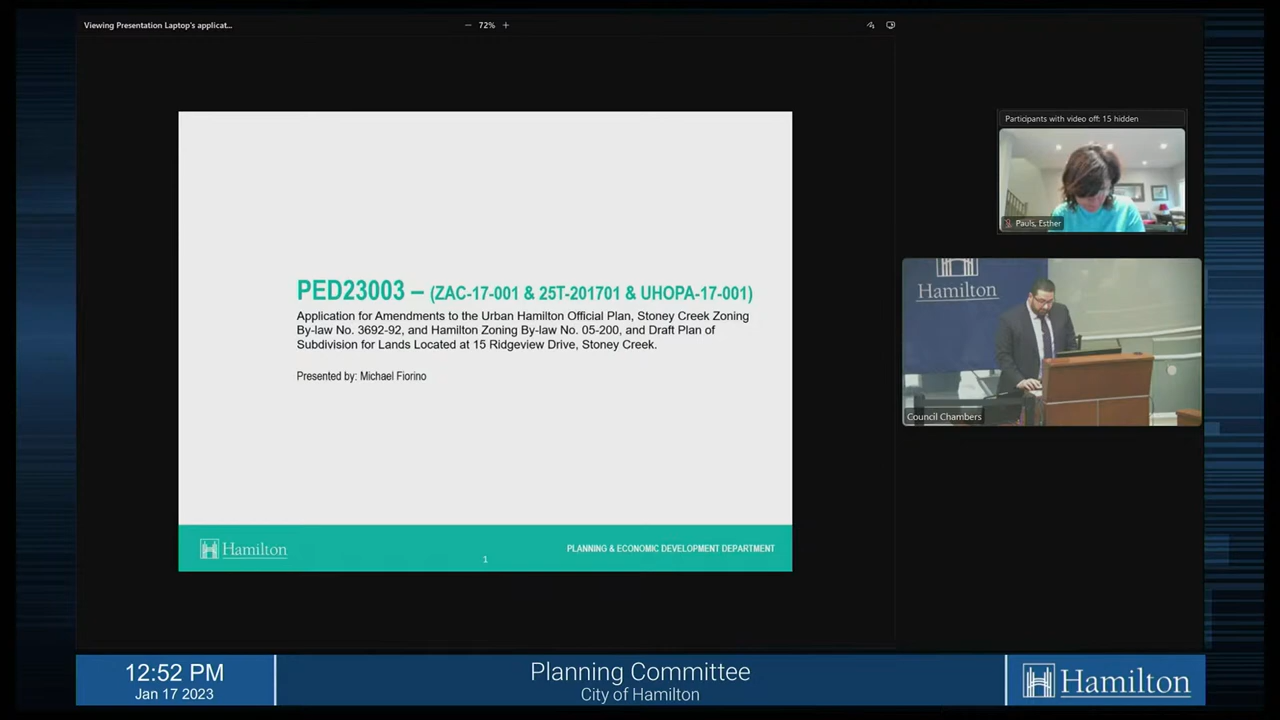 Viewing Presentation Laptop's applicat...
72%
Participants with video off: 15 hidden
Pauls, Esther
Hamilton
Council Chambers
PED23003 – (ZAC-17-001 & 25T-201701 & UHOPA-17-001)
Application for Amendments to the Urban Hamilton Official Plan, Stoney Creek Zoning
By-law No. 3692-92, and Hamilton Zoning By-law No. 05-200, and Draft Plan of
Subdivision for Lands Located at 15 Ridgeview Drive, Stoney Creek.
Presented by: Michael Fiorino
Hamilton
1
PLANNING & ECONOMIC DEVELOPMENT DEPARTMENT
12:52 PM
Jan 17 2023
Planning Committee
City of Hamilton
Hamilton